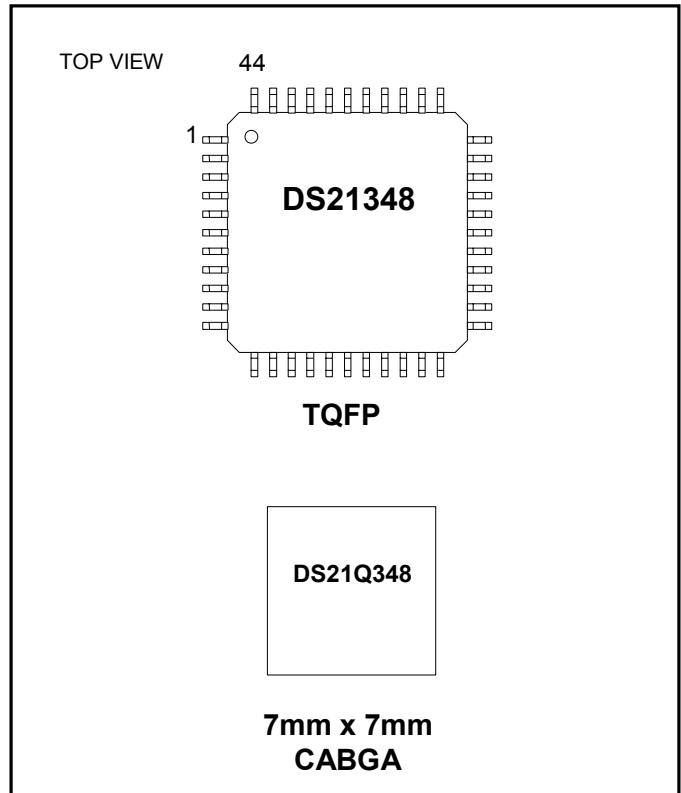 TOP VIEW
44
1
DS21348
TQFP
DS21Q348
7mm x 7mm
CABGA